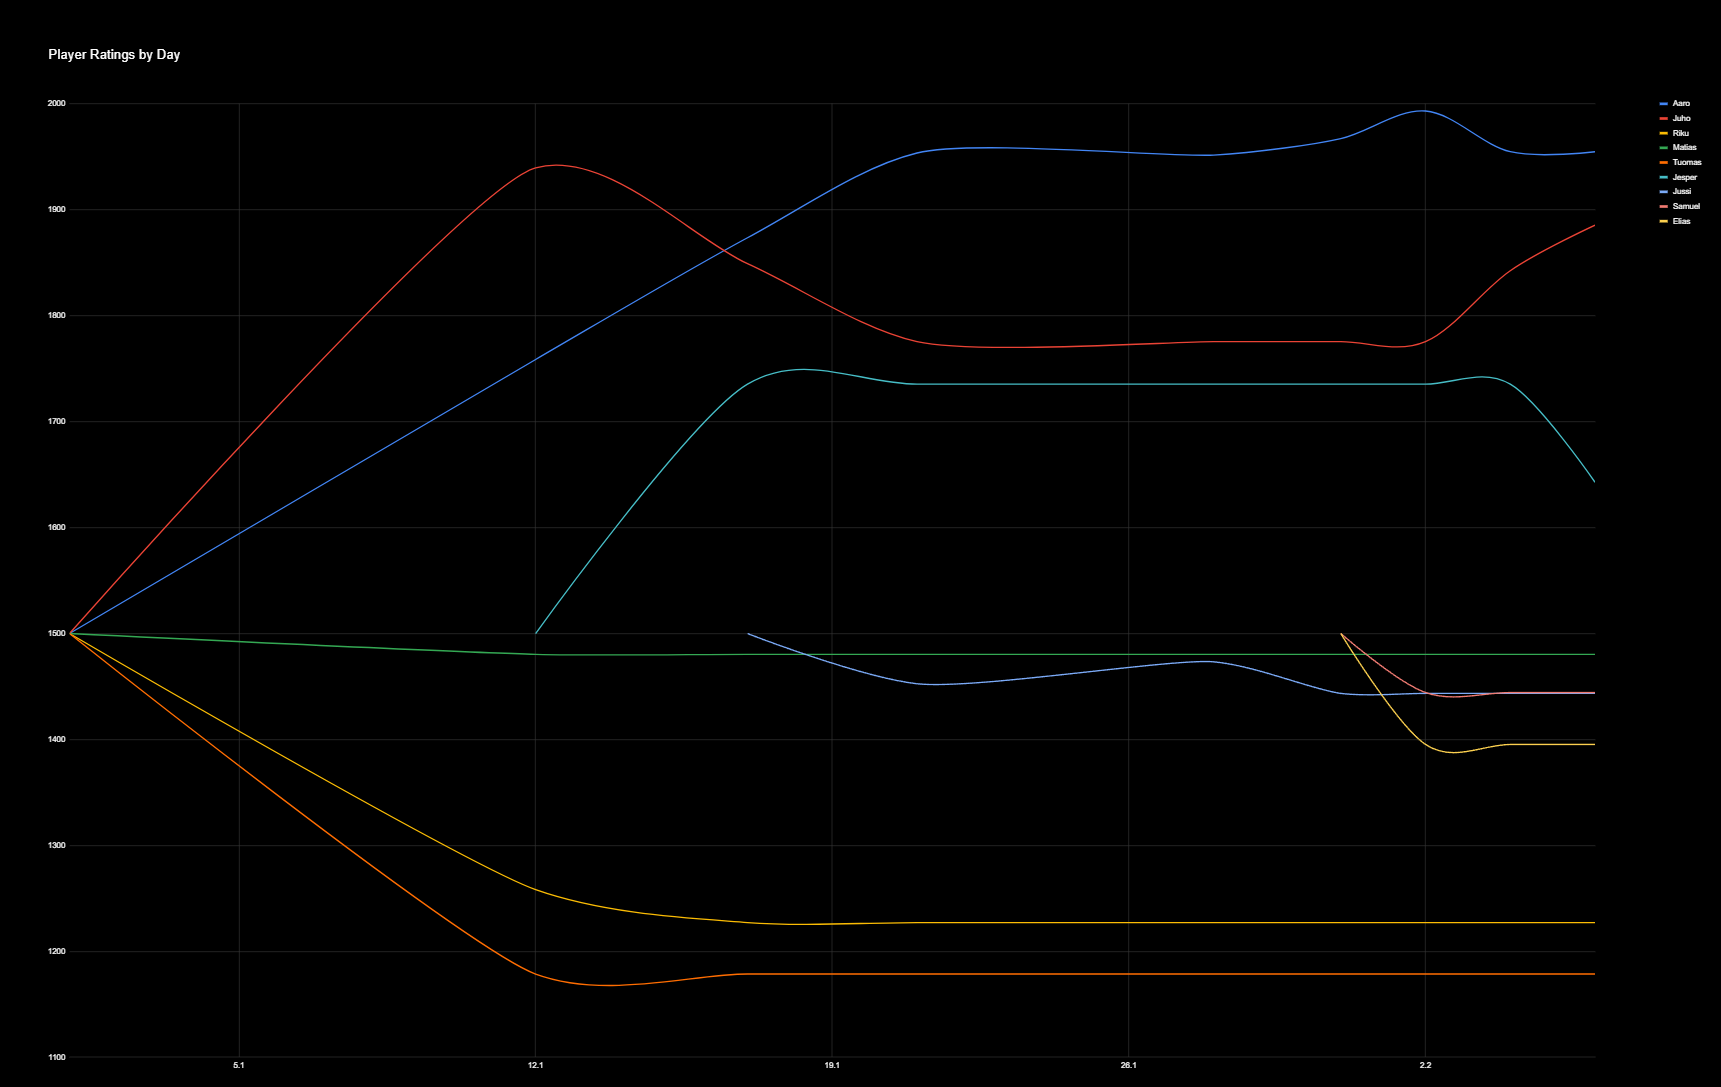 Player Ratings by Day
2000
1900
1800
1700
1600
1500
1400
1300
1200
1100
5.1
12.1
19.1
26.1
2.2
Aaro
Juho
Riku
Matias
Tuomas
Jesper
Jussi
Samuel
Elias